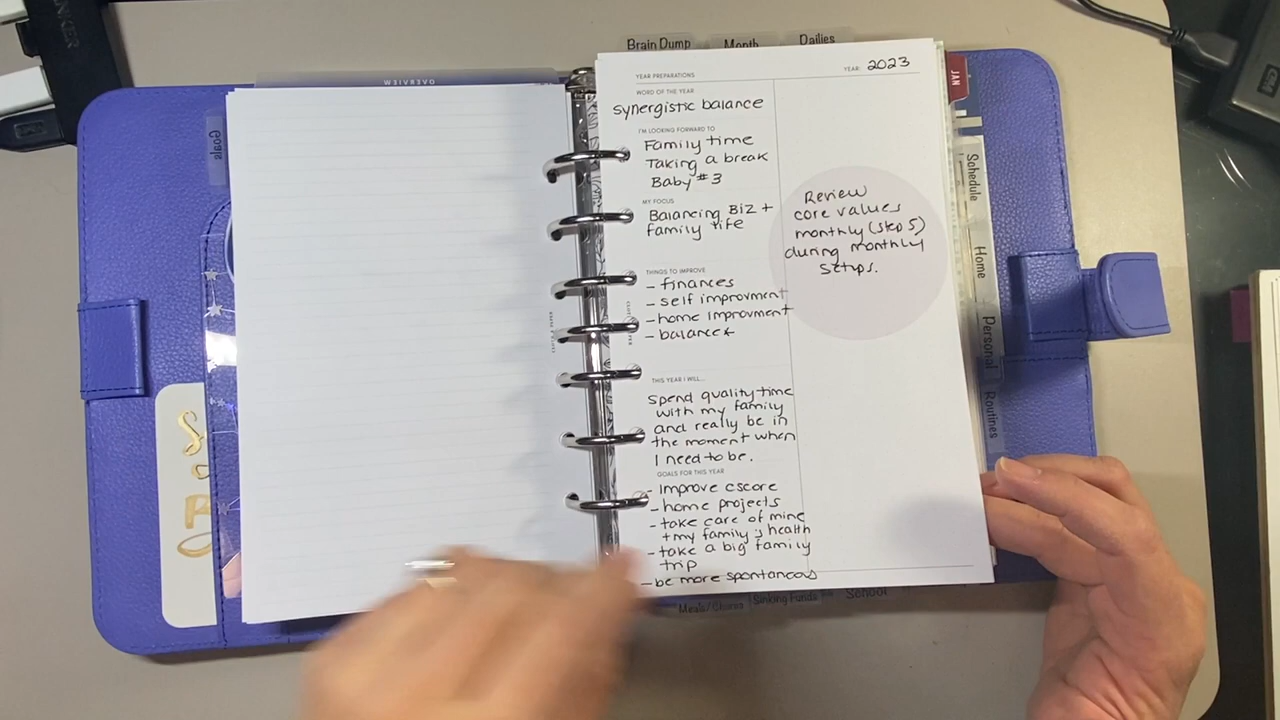 Brain Dump
Month
Dailies
OVERVIEW
Goals
YEAR PREPARATIONS
YEAR: 2023
WORD OF THE YEAR
synergistic balance
I'M LOOKING FORWARD TO
Family time
Taking a break
Baby #3
MY FOCUS
Balancing Biz +
family life
THINGS TO IMPROVE
- finances
- self improvment
- home improvment
- balance*
THIS YEAR I WILL...
Spend quality time
with my family
and really be in
the moment when
I need to be.
GOALS FOR THIS YEAR
- Improve cscore
- home projects
- take care of mine
+ my family's health
- take a big family
trip
- be more spontaneous
Review
core values
monthly (step 5)
during monthly
setups.
JAN
Schedule
Home
Personal
Routines
Meals/Chores
Sinking Funds
School